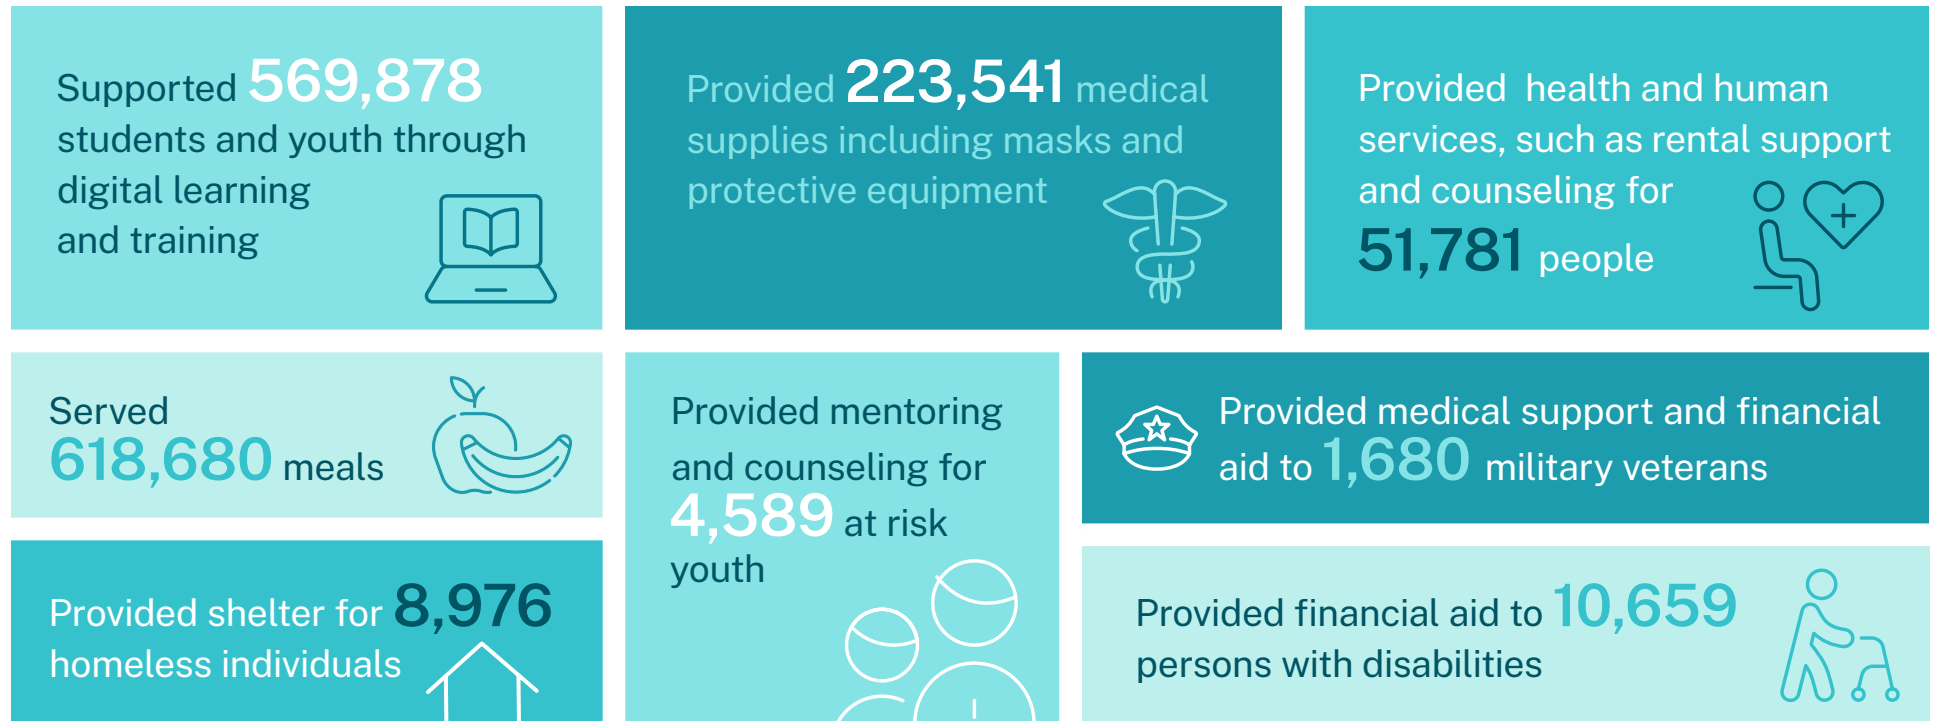 Supported 569,878
students and youth through
digital learning
and training
Provided 223,541 medical
supplies including masks and
protective equipment
Provided health and human
services, such as rental support
and counseling for
51,781 people
Served
618,680 meals
Provided mentoring
and counseling for
4,589 at risk
youth
Provided medical support and financial
aid to 1,680 military veterans
Provided shelter for 8,976
homeless individuals
Provided financial aid to 10,659
persons with disabilities